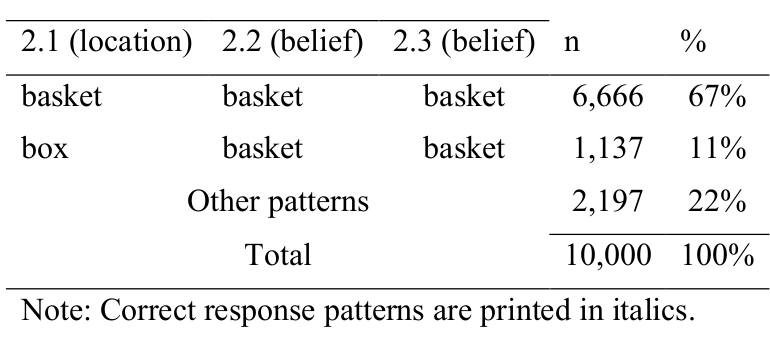 2.1 (location) 2.2 (belief) 2.3 (belief) n %
basket basket basket 6,666 67%
box basket basket 1,137 11%
Other patterns 2,197 22%
Total 10,000 100%
Note: Correct response patterns are printed in italics.